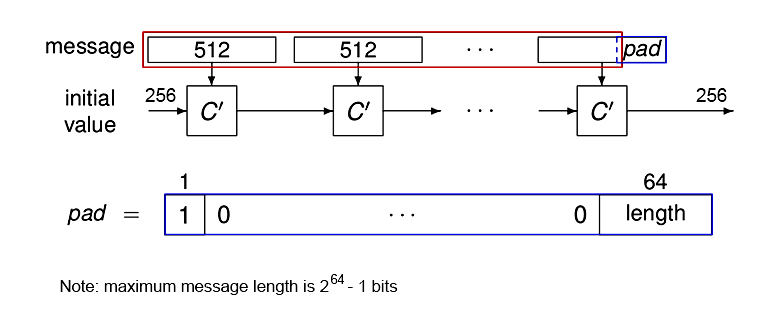 message 512 512 ... pad
initial value 256 C′ C′ ... C′ 256
1 64
pad = 1 0 ... 0 length
Note: maximum message length is 2^64 - 1 bits